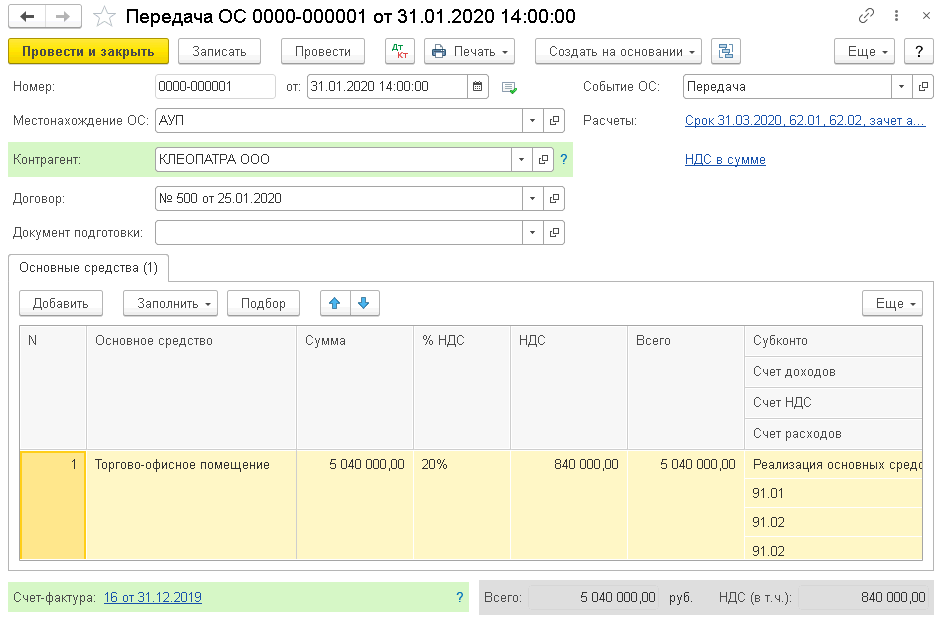 Передача ОС 0000-000001 от 31.01.2020 14:00:00
Провести и закрыть Записать Провести Дт Кт Печать Создать на основании Еще ?
Номер: 0000-000001 от: 31.01.2020 14:00:00 Событие ОС: Передача
Местонахождение ОС: АУП Расчеты: Срок 31.03.2020, 62.01, 62.02, зачет а...
Контрагент: КЛЕОПАТРА ООО ? НДС в сумме
Договор: № 500 от 25.01.2020
Документ подготовки:
Основные средства (1)
Добавить Заполнить Подбор Еще
N Основное средство Сумма % НДС НДС Всего Субконто
Счет доходов
Счет НДС
Счет расходов
1 Торгово-офисное помещение 5 040 000,00 20% 840 000,00 5 040 000,00 Реализация основных средс
91.01
91.02
91.02
Счет-фактура: 16 от 31.12.2019 ? Всего: 5 040 000,00 руб. НДС (в т.ч.): 840 000,00